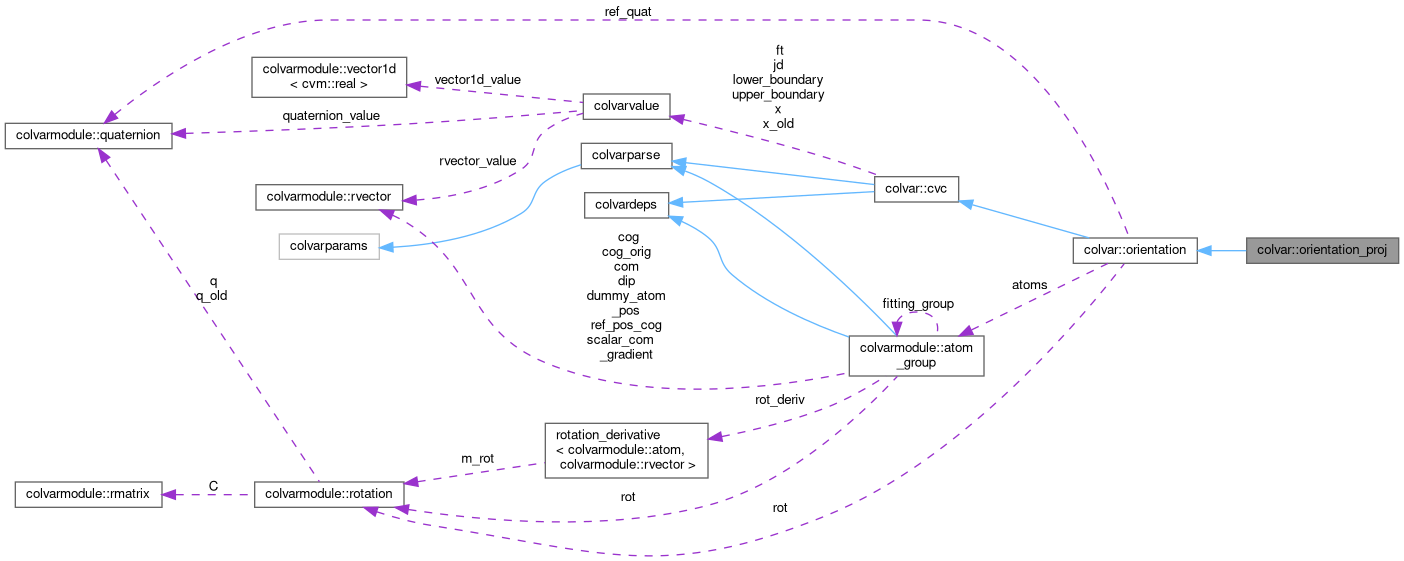 ref_quat
colvarmodule::vector1d
< cvm::real >
vector1d_value
colvarvalue
ft
jd
lower_boundary
upper_boundary
x
x_old
colvarmodule::quaternion
quaternion_value
rvector_value
colvarparse
colvarmodule::rvector
colvardeps
colvar::cvc
colvarparams
colvar::orientation
colvar::orientation_proj
cog
cog_orig
com
dip
dummy_atom
_pos
ref_pos_cog
scalar_com
_gradient
q
q_old
atoms
fitting_group
colvarmodule::atom
_group
rot_deriv
rotation_derivative
< colvarmodule::atom,
colvarmodule::rvector >
m_rot
colvarmodule::rmatrix
C
colvarmodule::rotation
rot
rot